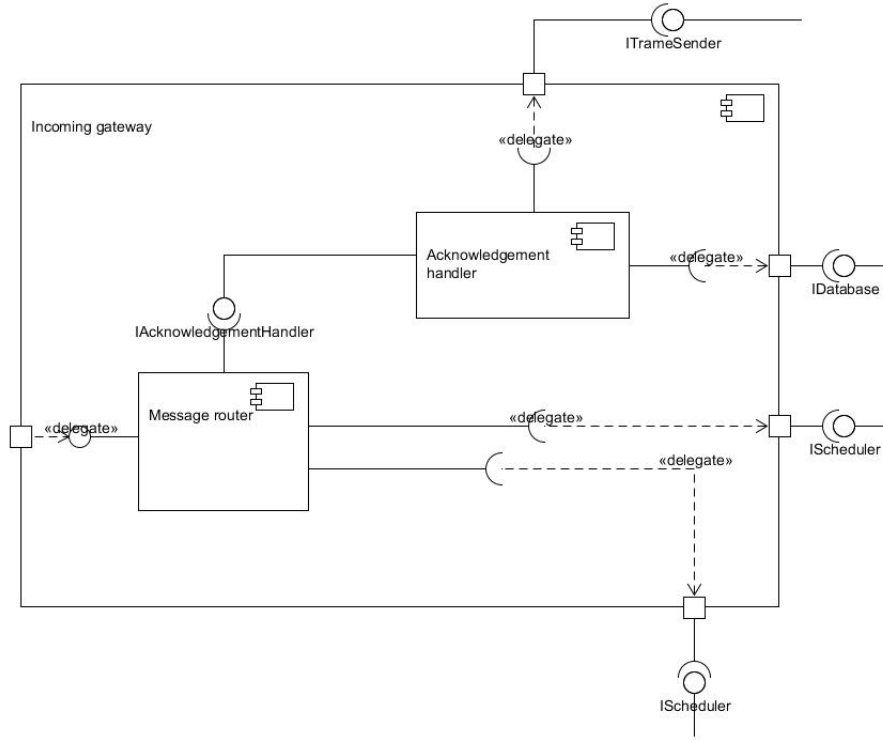 ITrameSender
Incoming gateway
«delegate»
Acknowledgement
handler
«delegate»
IDatabase
IAcknowledgementHandler
Message router
«delegate»
«delegate»
IScheduler
«delegate»
IScheduler